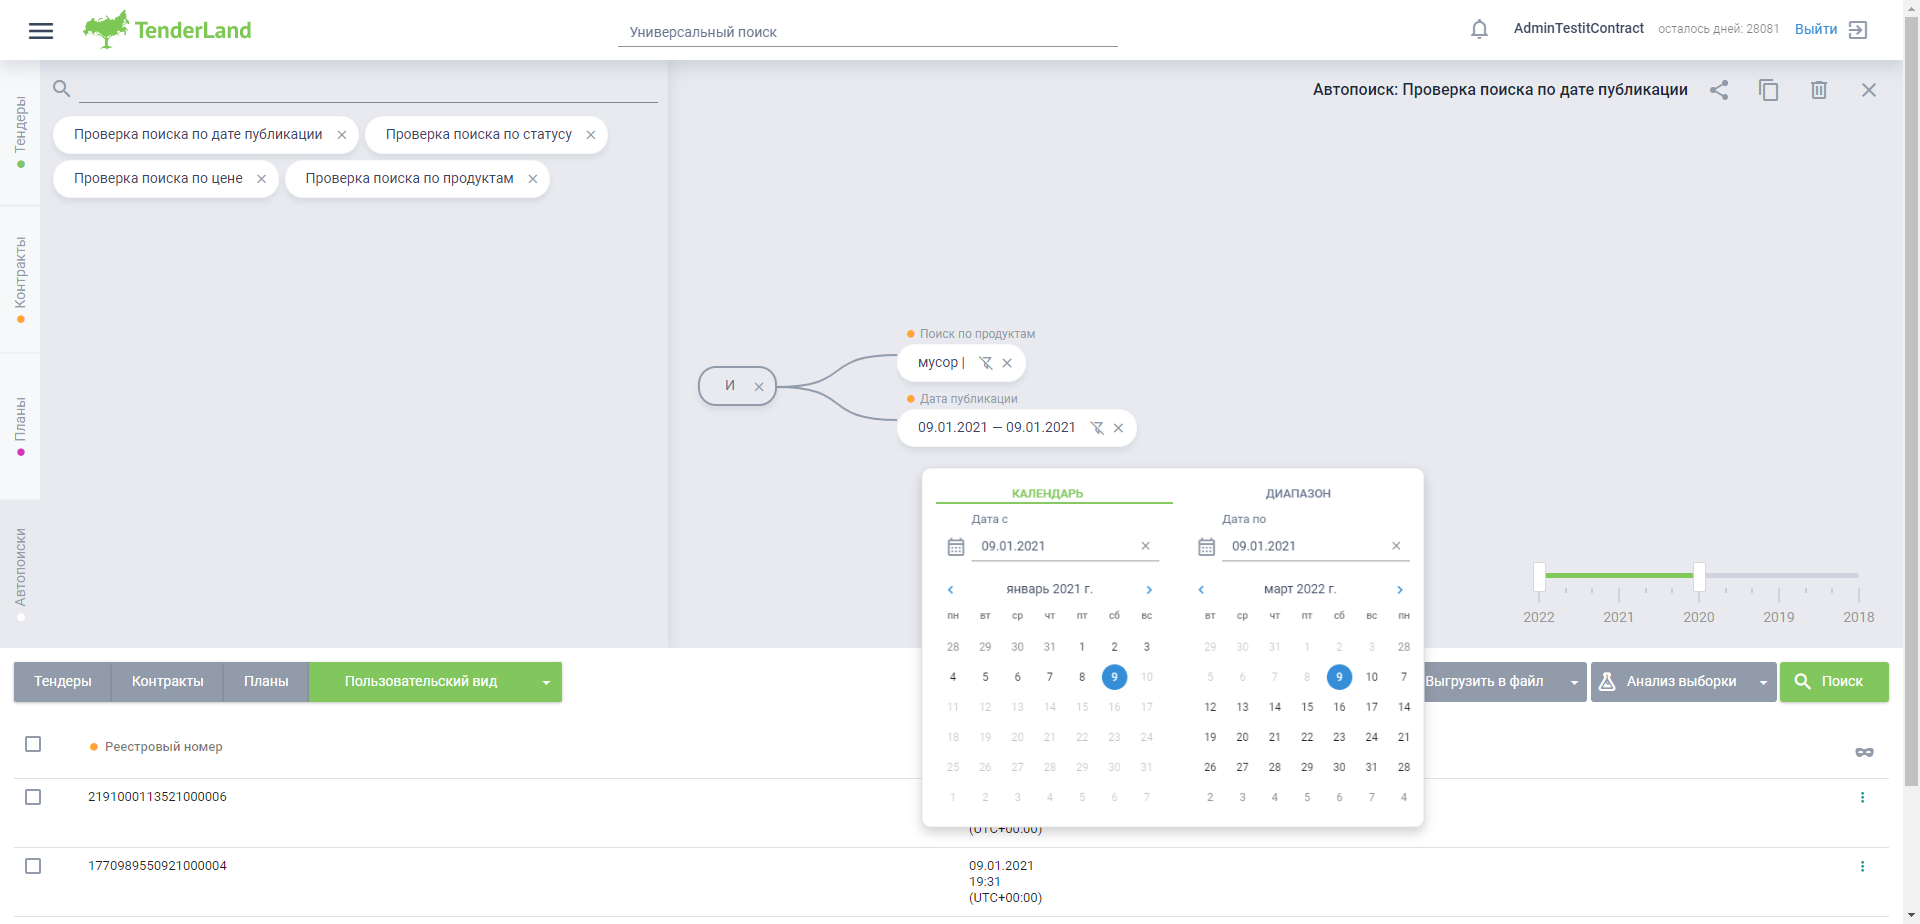 TenderLand
Универсальный поиск
AdminTestitContract
осталось дней: 28081
Выйти
Тендеры
Контракты
Планы
Автопоиски
Проверка поиска по дате публикации
Проверка поиска по статусу
Проверка поиска по цене
Проверка поиска по продуктам
Автопоиск: Проверка поиска по дате публикации
И
Поиск по продуктам
мусор |
Дата публикации
09.01.2021 — 09.01.2021
КАЛЕНДАРЬ
ДИАПАЗОН
Дата с
09.01.2021
январь 2021 г.
пн вт ср чт пт сб вс
28 29 30 31 1 2 3
4 5 6 7 8 9 10
11 12 13 14 15 16 17
18 19 20 21 22 23 24
25 26 27 28 29 30 31
1 2 3 4 5 6 7
Дата по
09.01.2021
март 2022 г.
вт ср чт пт сб вс пн
29 30 31 1 2 3 28
5 6 7 8 9 10 7
12 13 14 15 16 17 14
19 20 21 22 23 24 21
26 27 28 29 30 31 28
2 3 4 5 6 7 4
2022 2021 2020 2019 2018
Тендеры
Контракты
Планы
Пользовательский вид
Выгрузить в файл
Анализ выборки
Поиск
Реестровый номер
2191000113521000006
(UTC+00:00)
1770989550921000004
09.01.2021
19:31
(UTC+00:00)